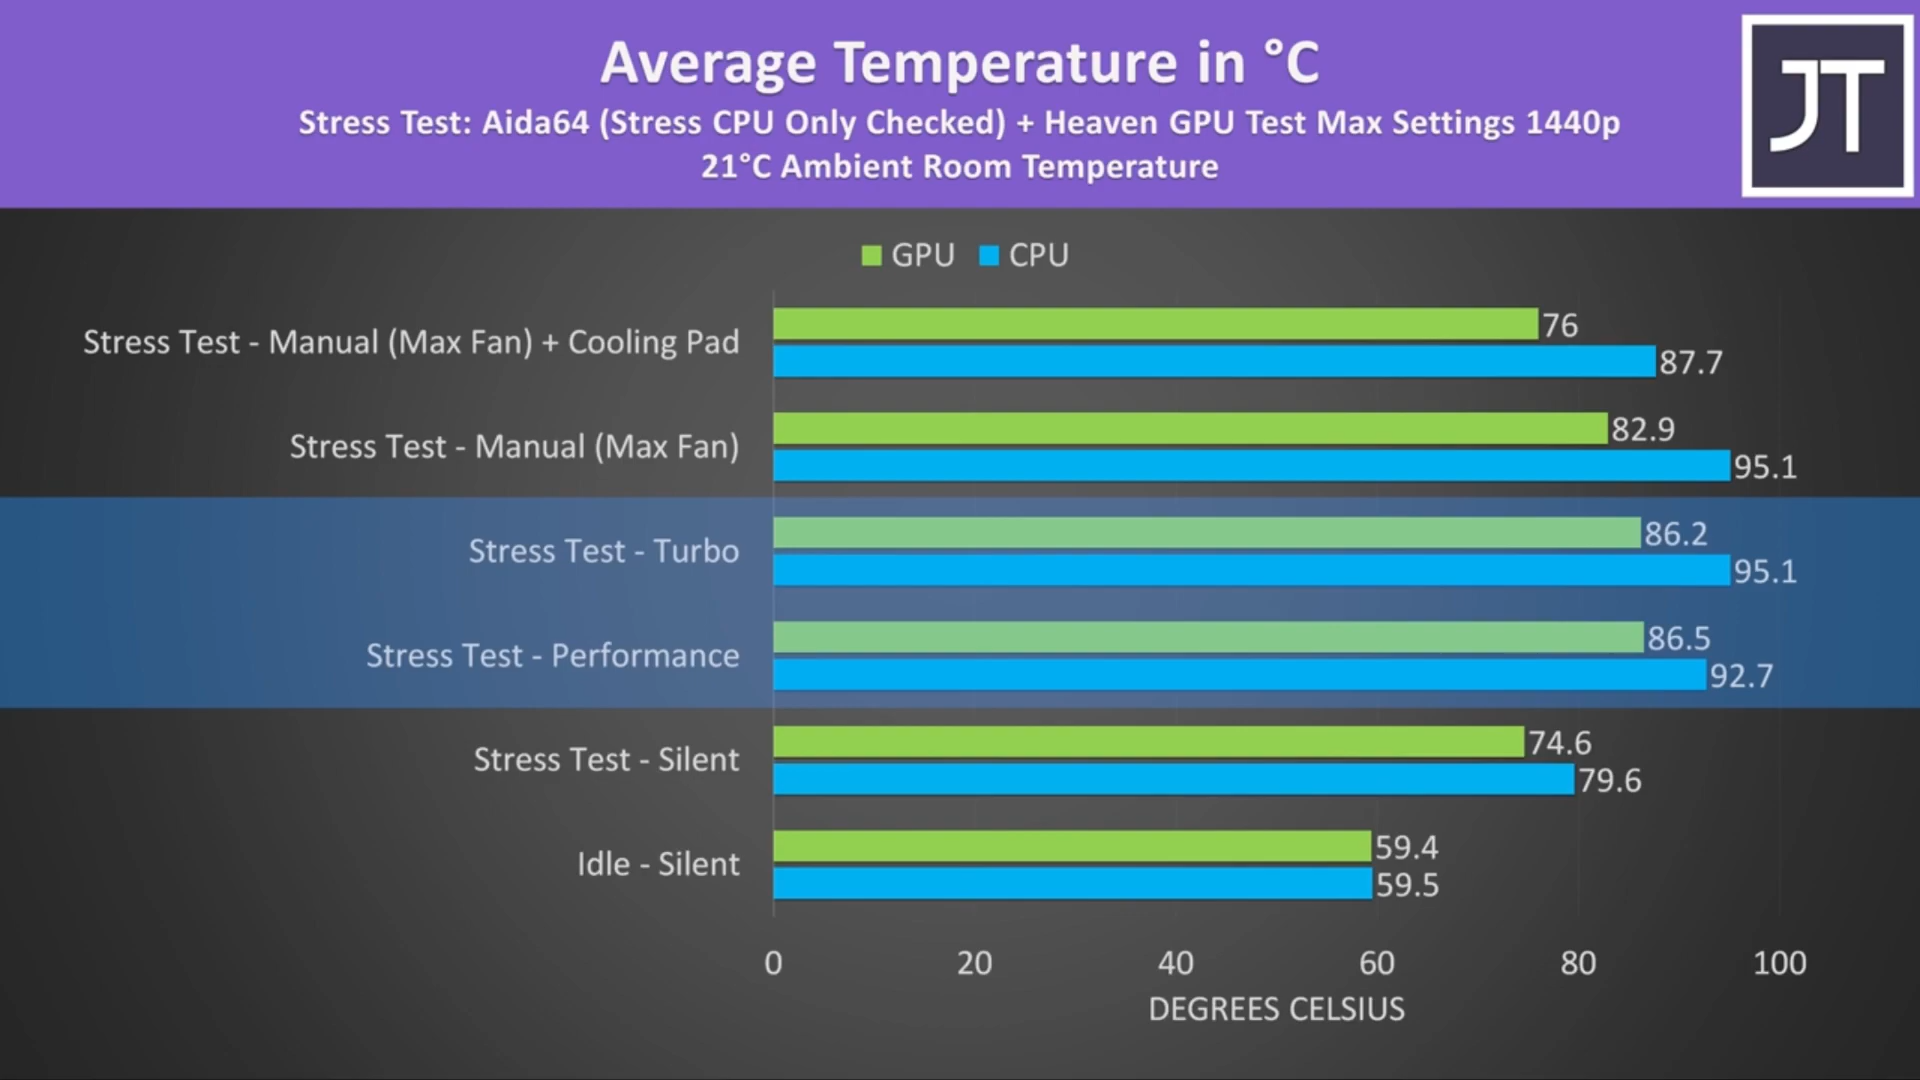 Average Temperature in °C
Stress Test: Aida64 (Stress CPU Only Checked) + Heaven GPU Test Max Settings 1440p
21°C Ambient Room Temperature
JT
GPU CPU
Stress Test - Manual (Max Fan) + Cooling Pad
76
87.7
Stress Test - Manual (Max Fan)
82.9
95.1
Stress Test - Turbo
86.2
95.1
Stress Test - Performance
86.5
92.7
Stress Test - Silent
74.6
79.6
Idle - Silent
59.4
59.5
0 20 40 60 80 100
DEGREES CELSIUS